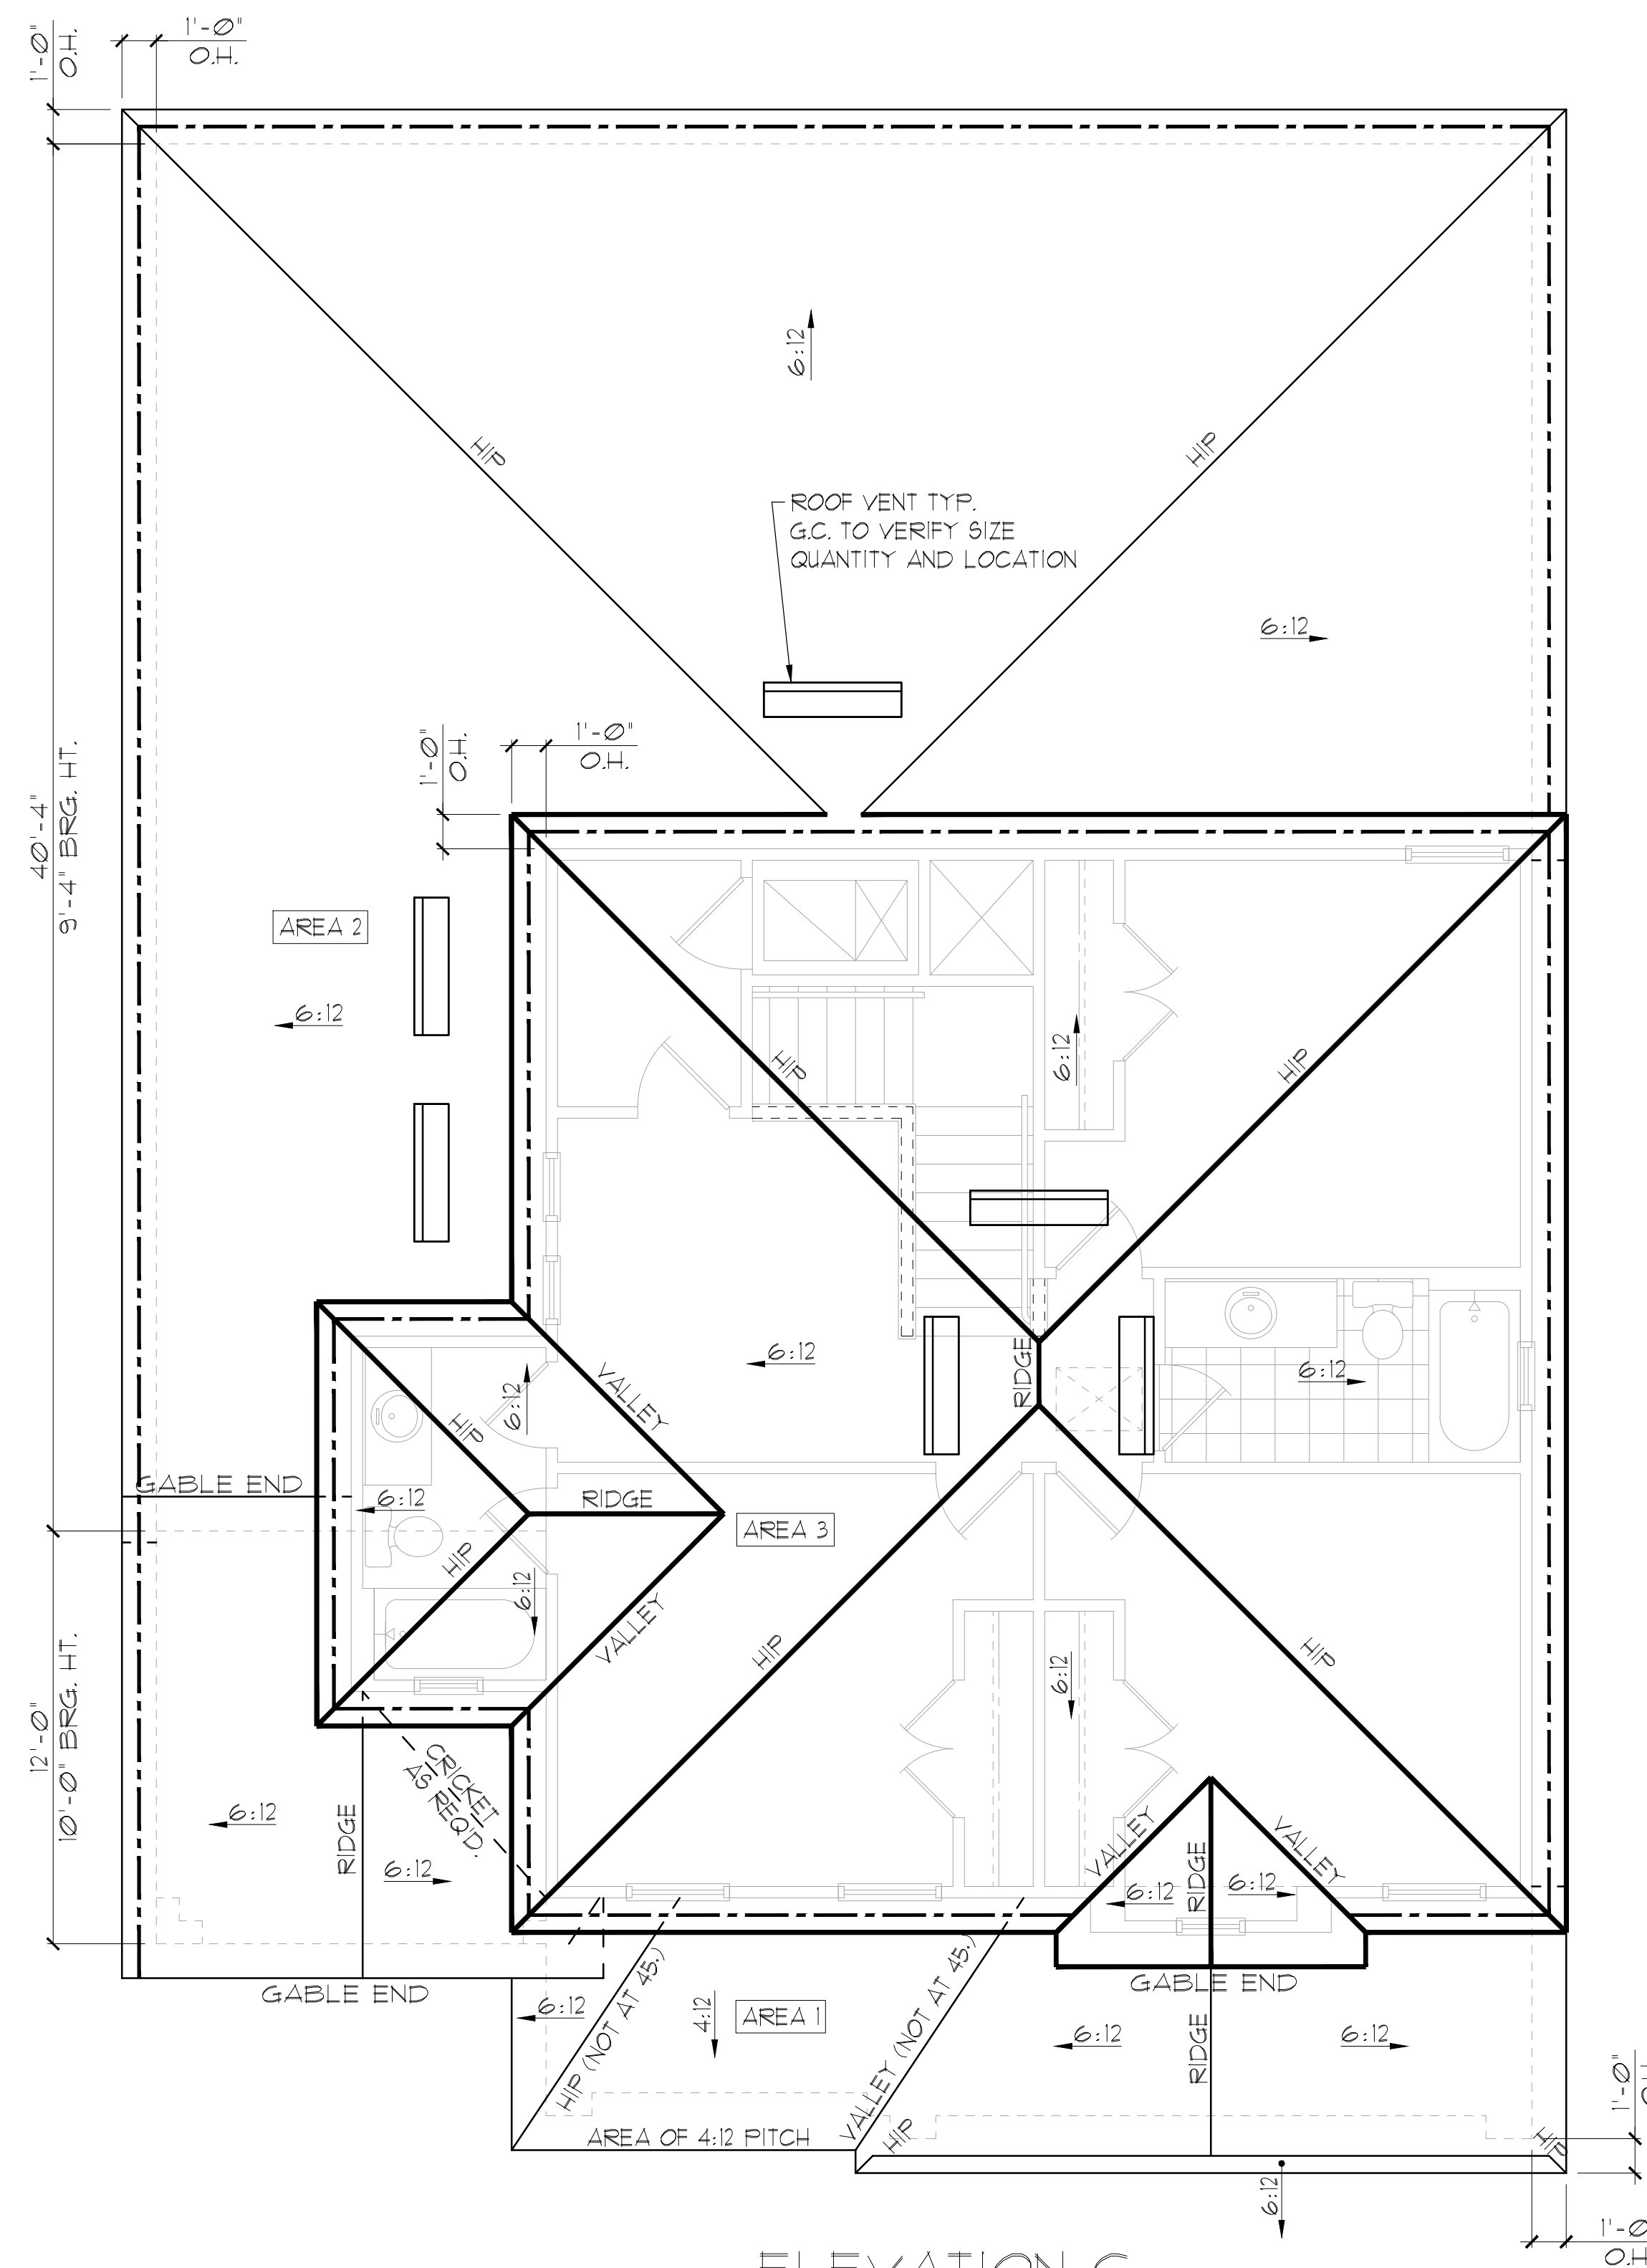 1'-0"
O.H.
1'-0"
O.H.
6:12
HIP
HIP
ROOF VENT TYP.
G.C. TO VERIFY SIZE
QUANTITY AND LOCATION
6:12
1'-0"
O.H.
1'-0"
O.H.
40'-4"
9'-4" BRG. HT.
AREA 2
6:12
HIP
6:12
HIP
6:12
RIDGE
6:12
VALLEY
6:12
HIP
GABLE END
6:12
RIDGE
AREA 3
HIP
6:12
VALLEY
HIP
6:12
HIP
12'-0"
10'-0" BRG. HT.
CRICKET
AS REQ'D.
6:12
RIDGE
6:12
VALLEY
RIDGE
VALLEY
6:12
6:12
GABLE END
GABLE END
6:12
HIP (NOT AT 45.)
4:12
AREA 1
VALLEY (NOT AT 45.)
6:12
RIDGE
6:12
AREA OF 4:12 PITCH
HIP
HIP
1'-0"
6:12
O.H.
ELEVATION C